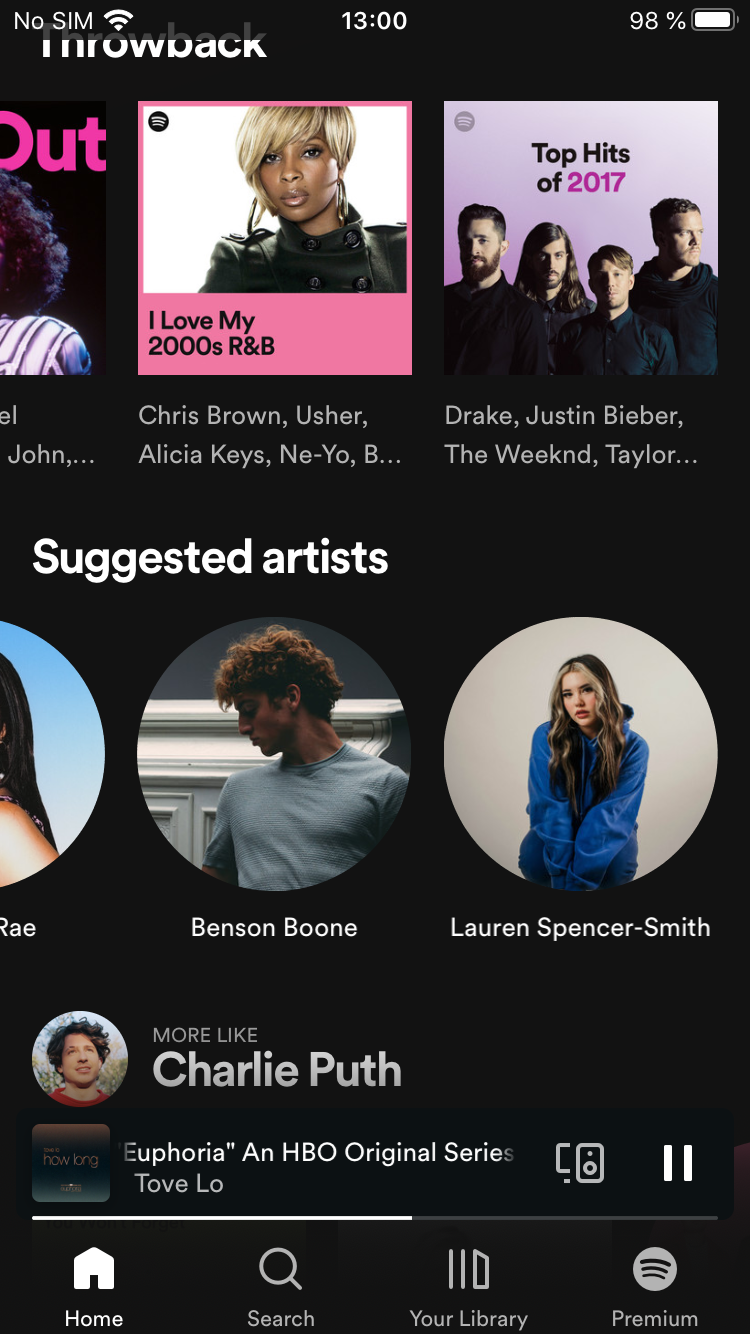 No SIM 13:00 98 %
Throwback
Out
I Love My
2000s R&B
Top Hits
of 2017
el
John,...
Chris Brown, Usher,
Alicia Keys, Ne-Yo, B...
Drake, Justin Bieber,
The Weeknd, Taylor...
Suggested artists
Rae
Benson Boone
Lauren Spencer-Smith
MORE LIKE
Charlie Puth
how long
"Euphoria" An HBO Original Series
Tove Lo
Home
Search
Your Library
Premium